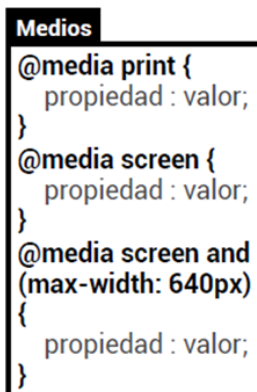 Medios
@media print {
propiedad : valor;
}
@media screen {
propiedad : valor;
}
@media screen and
(max-width: 640px)
{
propiedad : valor;
}